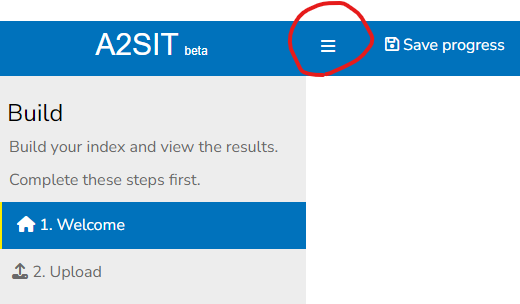 A2SIT beta
Save progress
Build
Build your index and view the results.
Complete these steps first.
1. Welcome
2. Upload